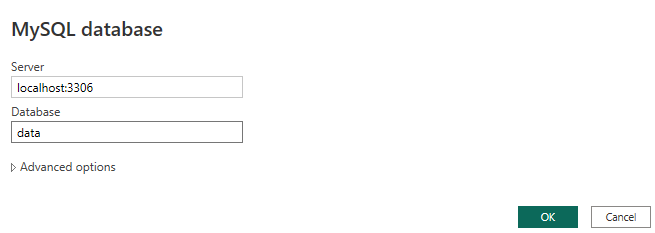 MySQL database
Server
localhost:3306
Database
data
Advanced options
OK
Cancel